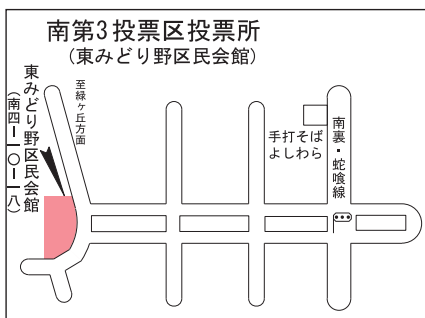 南第3投票区投票所
(東みどり野区民会館)
東みどり野区民会館
(南四ー一〇ー一八)
至緑ヶ丘方面
手打そば
よしわら
南裏・蛇喰線